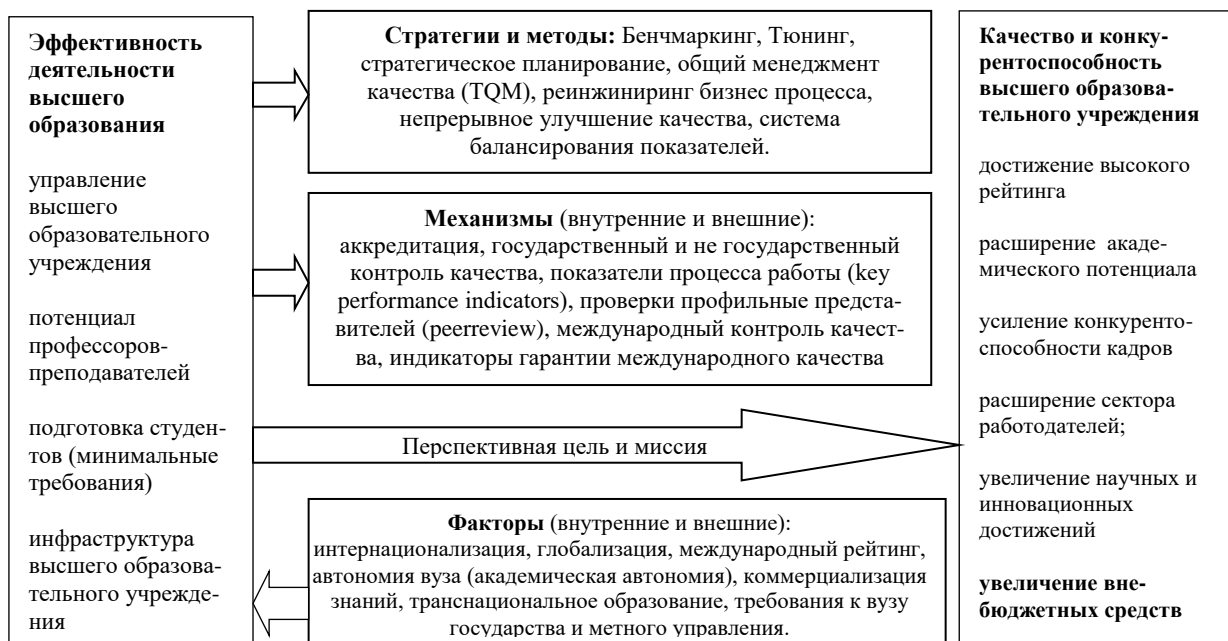 Эффективность
деятельности
высшего
образования
управление
высшего
образовательного
учреждения
потенциал
профессоров-
преподавателей
подготовка студен-
тов (минимальные
требования)
инфраструктура
высшего образова-
тельного учрежде-
ния
Стратегии и методы: Бенчмаркинг, Тюнинг,
стратегическое планирование, общий менеджмент
качества (TQM), реинжиниринг бизнес процесса,
непрерывное улучшение качества, система
балансирования показателей.
Механизмы (внутренние и внешние):
аккредитация, государственный и не государственный
контроль качества, показатели процесса работы (key
performance indicators), проверки профильные предста-
вителей (peerreview), международный контроль качест-
ва, индикаторы гарантии международного качества
Перспективная цель и миссия
Факторы (внутренние и внешние):
интернационализация, глобализация, международный рейтинг,
автономия вуза (академическая автономия), коммерциализация
знаний, транснациональное образование, требования к вузу
государства и метного управления.
Качество и конку-
рентоспособность
высшего образова-
тельного учреждения
достижение высокого
рейтинга
расширение акаде-
мического потенциала
усиление конкуренто-
способности кадров
расширение сектора
работодателей;
увеличение научных и
инновационных
достижений
увеличение вне-
бюджетных средств